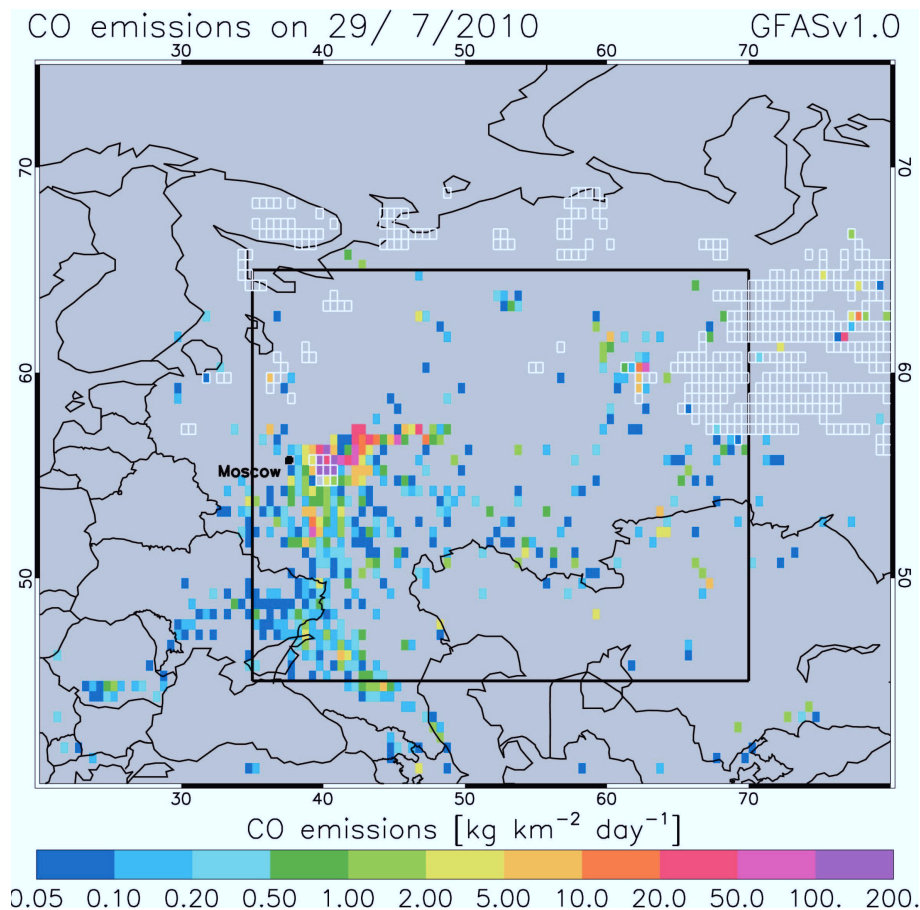 CO emissions on 29/ 7/2010 GFASv1.0
30 40 50 60 70
70 70
60 60
Moscow
50 50
30 40 50 60 70
CO emissions [kg km⁻² day⁻¹]
0.05 0.10 0.20 0.50 1.00 2.00 5.00 10.0 20.0 50.0 100. 200.